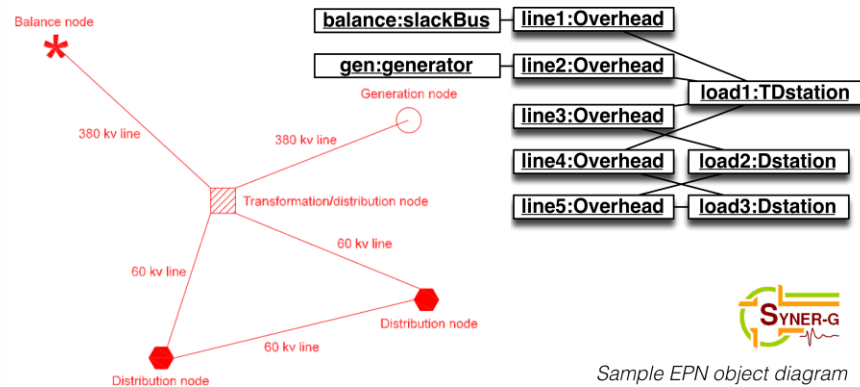 Balance node
380 kv line
Generation node
380 kv line
Transformation/distribution node
60 kv line
60 kv line
Distribution node
60 kv line
Distribution node
balance:slackBus
line1:Overhead
gen:generator
line2:Overhead
load1:TDstation
line3:Overhead
line4:Overhead
load2:Dstation
line5:Overhead
load3:Dstation
SYNER-G
Sample EPN object diagram